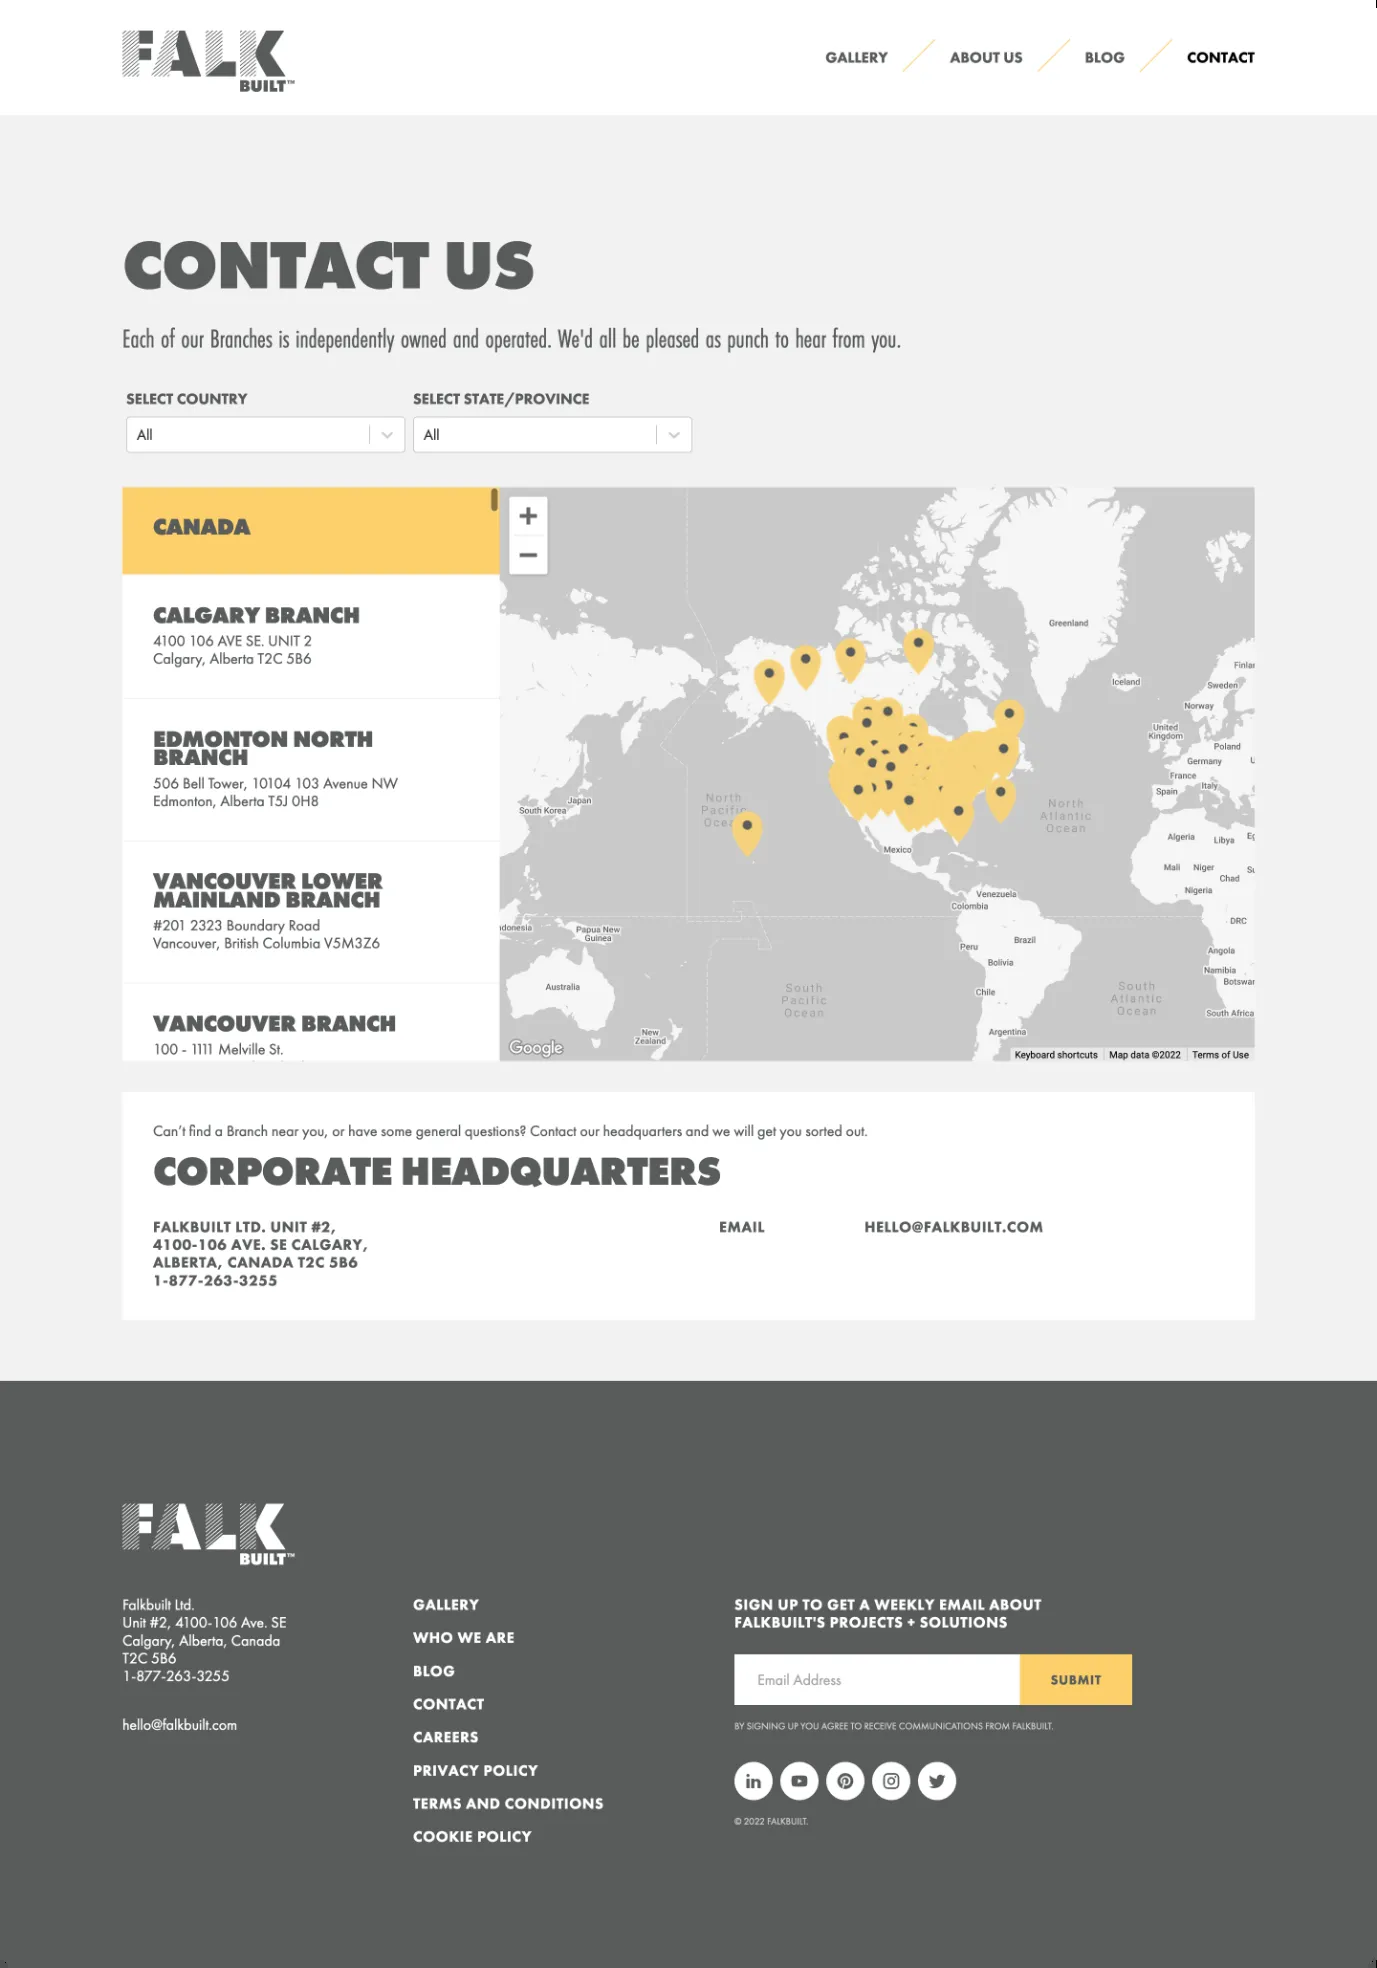 FALK
BUILT™
GALLERY
ABOUT US
BLOG
CONTACT
CONTACT US
Each of our Branches is independently owned and operated. We'd all be pleased as punch to hear from you.
SELECT COUNTRY
SELECT STATE/PROVINCE
All
All
CANADA
CALGARY BRANCH
4100 106 AVE SE. UNIT 2
Calgary, Alberta T2C 5B6
EDMONTON NORTH
BRANCH
506 Bell Tower, 10104 103 Avenue NW
Edmonton, Alberta T5J 0H8
VANCOUVER LOWER
MAINLAND BRANCH
#201 2323 Boundary Road
Vancouver, British Columbia V5M3Z6
VANCOUVER BRANCH
100 - 1111 Melville St.
Greenland
Iceland
Finlan
Sweden
Norway
United
Kingdom
Poland
Germany
U
France
Italy
Spain
Japan
South Korea
North
Pacific
Ocea
North
Atlantic
Ocean
Algeria
Libya
Eg
Mexico
Mali
Niger
Chad
Su
Nigeria
Venezuela
Colombia
donesia
Papua New
Guinea
DRC
Peru
Brazil
Angola
Bolivia
Namibia
Botswan
Australia
Chile
South
Pacific
Ocean
South
Atlantic
Ocean
South Africa
New
Zealand
Argentina
Google
Keyboard shortcuts
Map data ©2022
Terms of Use
Can't find a Branch near you, or have some general questions? Contact our headquarters and we will get you sorted out.
CORPORATE HEADQUARTERS
FALKBUILT LTD. UNIT #2,
4100-106 AVE. SE CALGARY,
ALBERTA, CANADA T2C 5B6
1-877-263-3255
EMAIL
HELLO@FALKBUILT.COM
FALK
BUILT™
Falkbuilt Ltd.
Unit #2, 4100-106 Ave. SE
Calgary, Alberta, Canada
T2C 5B6
1-877-263-3255
hello@falkbuilt.com
GALLERY
WHO WE ARE
BLOG
CONTACT
CAREERS
PRIVACY POLICY
TERMS AND CONDITIONS
COOKIE POLICY
SIGN UP TO GET A WEEKLY EMAIL ABOUT
FALKBUILT'S PROJECTS + SOLUTIONS
Email Address
SUBMIT
BY SIGNING UP YOU AGREE TO RECEIVE COMMUNICATIONS FROM FALKBUILT.
in
© 2022 FALKBUILT.